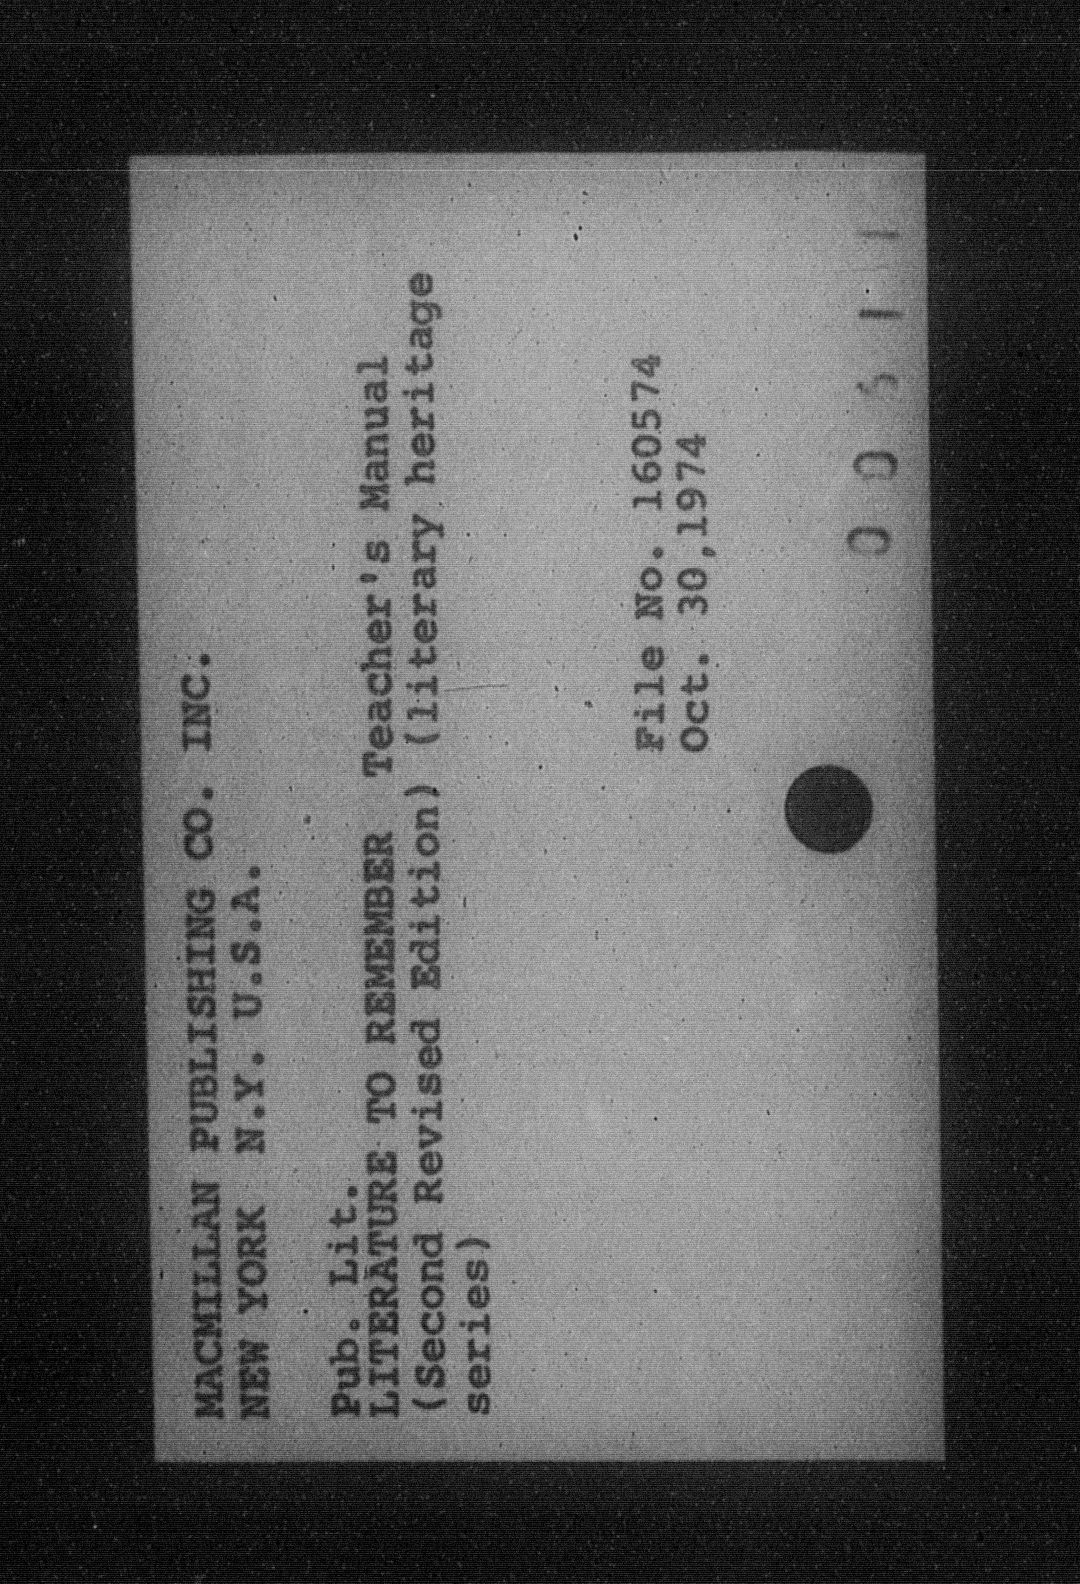 MACMILLAN PUBLISHING CO. INC.
NEW YORK N.Y. U.S.A.
Pub. Lit.
LITERATURE TO REMEMBER Teacher's Manual
(Second Revised Edition) (literary heritage
series)
File No. 160574
Oct. 30,1974
00511